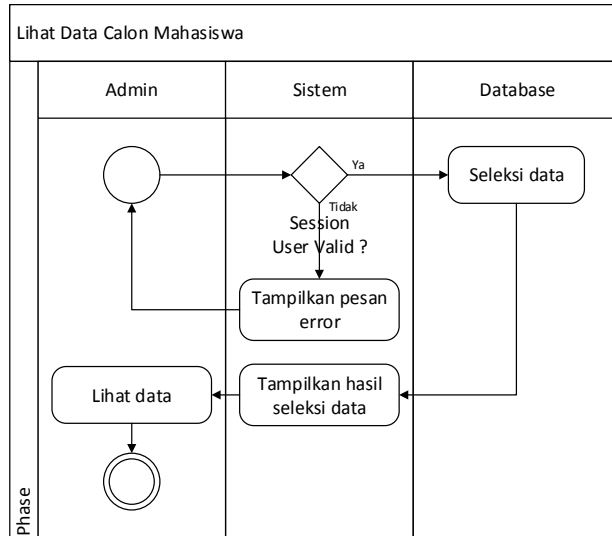 Lihat Data Calon Mahasiswa
Admin
Sistem
Database
Ya
Seleksi data
Tidak
Session
User Valid ?
Tampilkan pesan
error
Lihat data
Tampilkan hasil
seleksi data
Phase